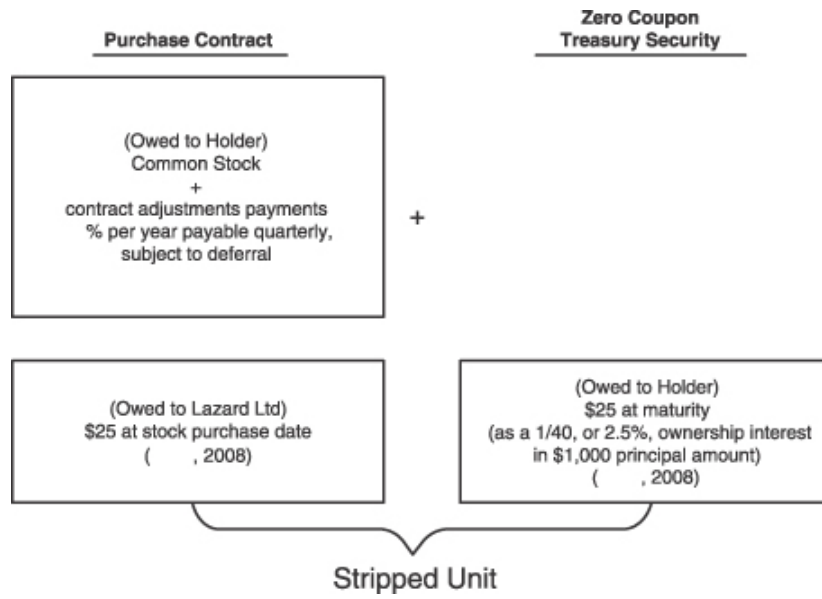 Purchase Contract
Zero Coupon
Treasury Security
(Owed to Holder)
Common Stock
+
contract adjustments payments
% per year payable quarterly,
subject to deferral
+
(Owed to Lazard Ltd)
$25 at stock purchase date
( , 2008)
(Owed to Holder)
$25 at maturity
(as a 1/40, or 2.5%, ownership interest
in $1,000 principal amount)
( , 2008)
Stripped Unit